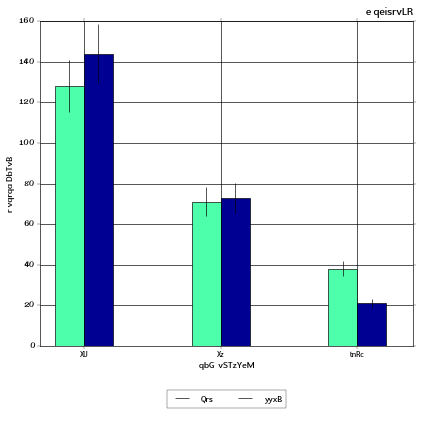 e qeisrvLR
160
140
120
100
80
60
40
20
0
r vqrqo DbTvB
XU Xz tnRc
qbG vSTzYeM
Qrs yyxB